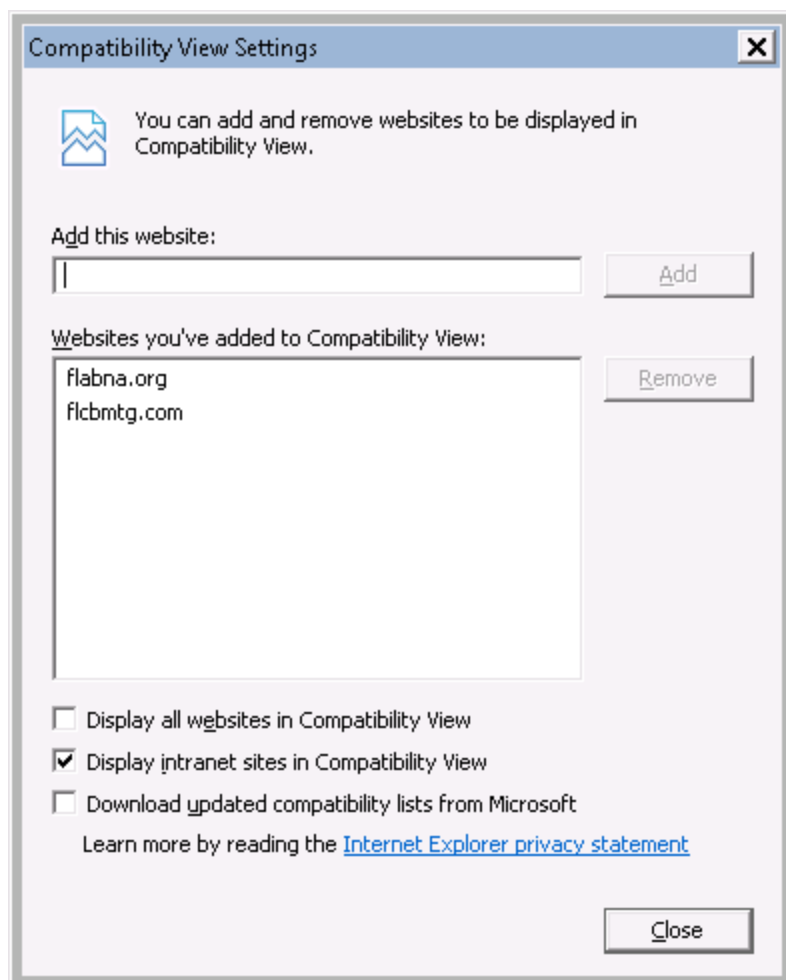 Compatibility View Settings
You can add and remove websites to be displayed in
Compatibility View.
Add this website:
Add
Websites you've added to Compatibility View:
flabna.org
flcbmtg.com
Remove
Display all websites in Compatibility View
Display intranet sites in Compatibility View
Download updated compatibility lists from Microsoft
Learn more by reading the Internet Explorer privacy statement
Close